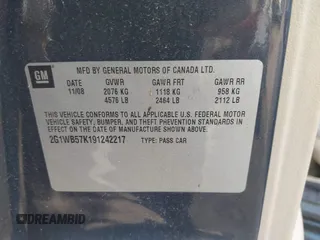 GM
MFD BY GENERAL MOTORS OF CANADA LTD.
DATE GVWR GAWR FRT GAWR RR
11/08 2076 KG 1118 KG 958 KG
4576 LB 2464 LB 2112 LB
THIS VEHICLE CONFORMS TO ALL APPLICABLE U.S. FEDERAL MOTOR
VEHICLE SAFETY, BUMPER, AND THEFT PREVENTION STANDARDS IN
EFFECT ON THE DATE OF MANUFACTURE SHOWN ABOVE.
2G1WB57K191242217 TYPE: PASS CAR
DREAMBID